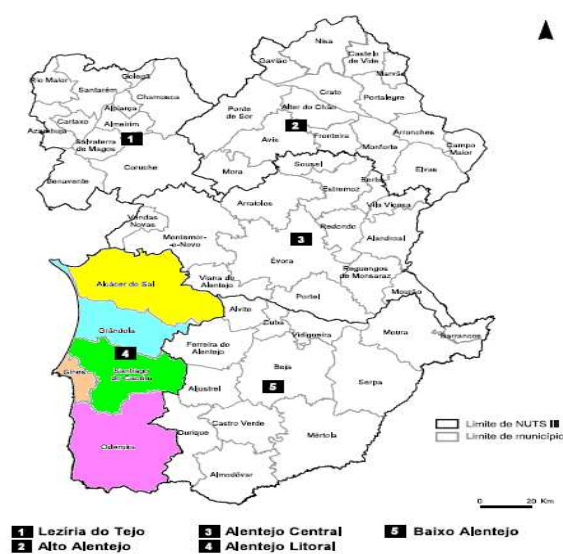 Nisa
Gavião
Castelo de Vide
Marvão
Rio Maior
Golegã
Santarém
Chamusca
Crato
Portalegre
Alpiarça
Ponte de Sor
Alter do Chão
Cartaxo
Almeirim
Azambuja
1
2
Fronteira
Arronches
Salvaterra de Magos
Avis
Monforte
Campo Maior
Coruche
Sousel
Elvas
Benavente
Mora
Estremoz
Borba
Arraiolos
Vila Viçosa
Vendas Novas
Redondo
Montemor-o-Novo
3
Alandroal
Évora
Reguengos de Monsaraz
Alcácer do Sal
Viana do Alentejo
Portel
Mourão
Alvito
Cuba
Vidigueira
Grândola
Moura
Barrancos
Ferreira do Alentejo
4
Sines
Santiago do Cacém
Beja
5
Serpa
Aljustrel
Castro Verde
Ourique
Mértola
Odemira
Almodôvar
Limite de NUTS III
Limite de município
0 20 Km
1 Lezíria do Tejo 3 Alentejo Central 5 Baixo Alentejo
2 Alto Alentejo 4 Alentejo Litoral